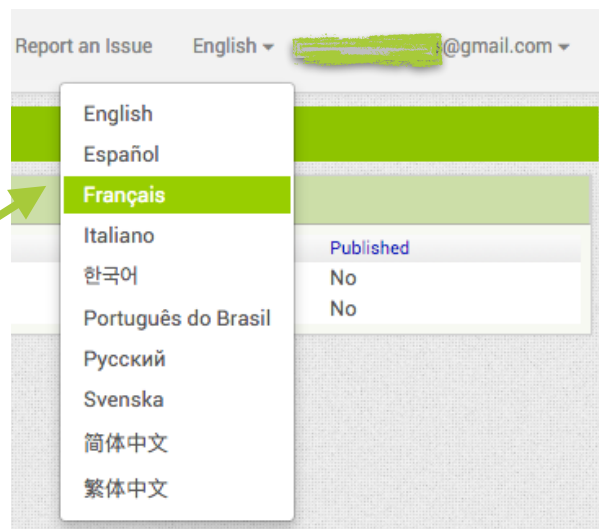 Report an Issue English @gmail.com
English
Español
Français
Italiano
Published
한국어
No
Português do Brasil
No
Русский
Svenska
简体中文
繁体中文